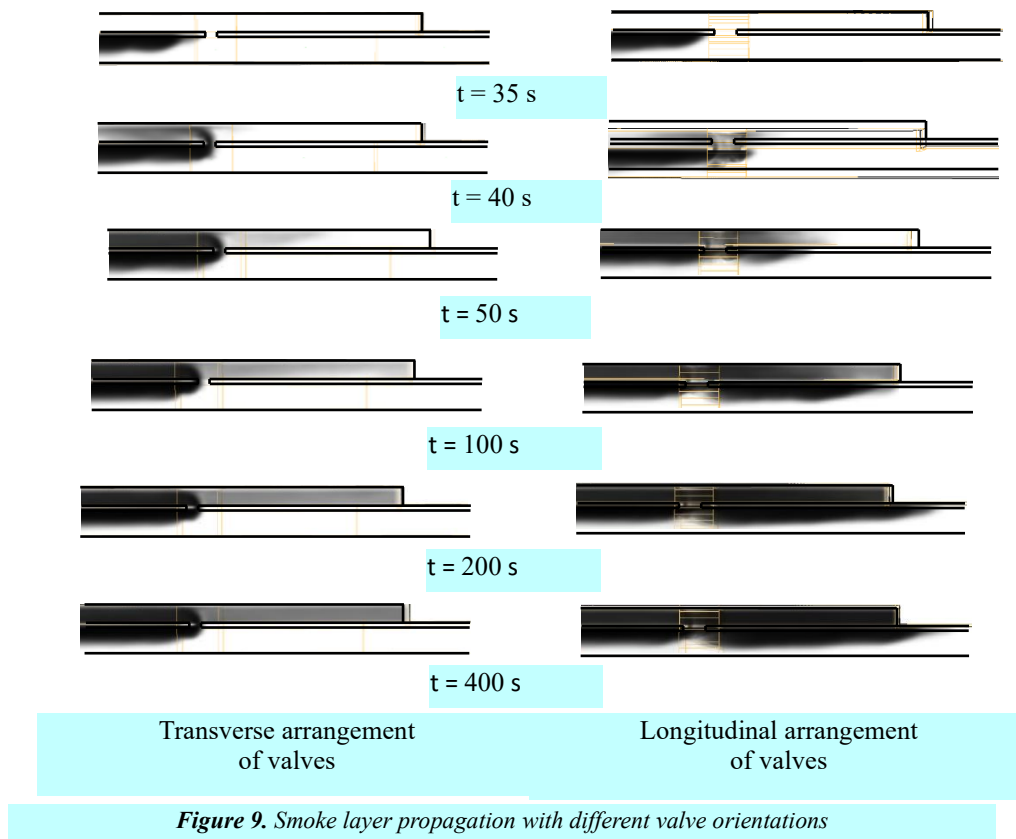 t = 35 s
t = 40 s
t = 50 s
t = 100 s
t = 200 s
t = 400 s
Transverse arrangement
of valves
Longitudinal arrangement
of valves
Figure 9. Smoke layer propagation with different valve orientations